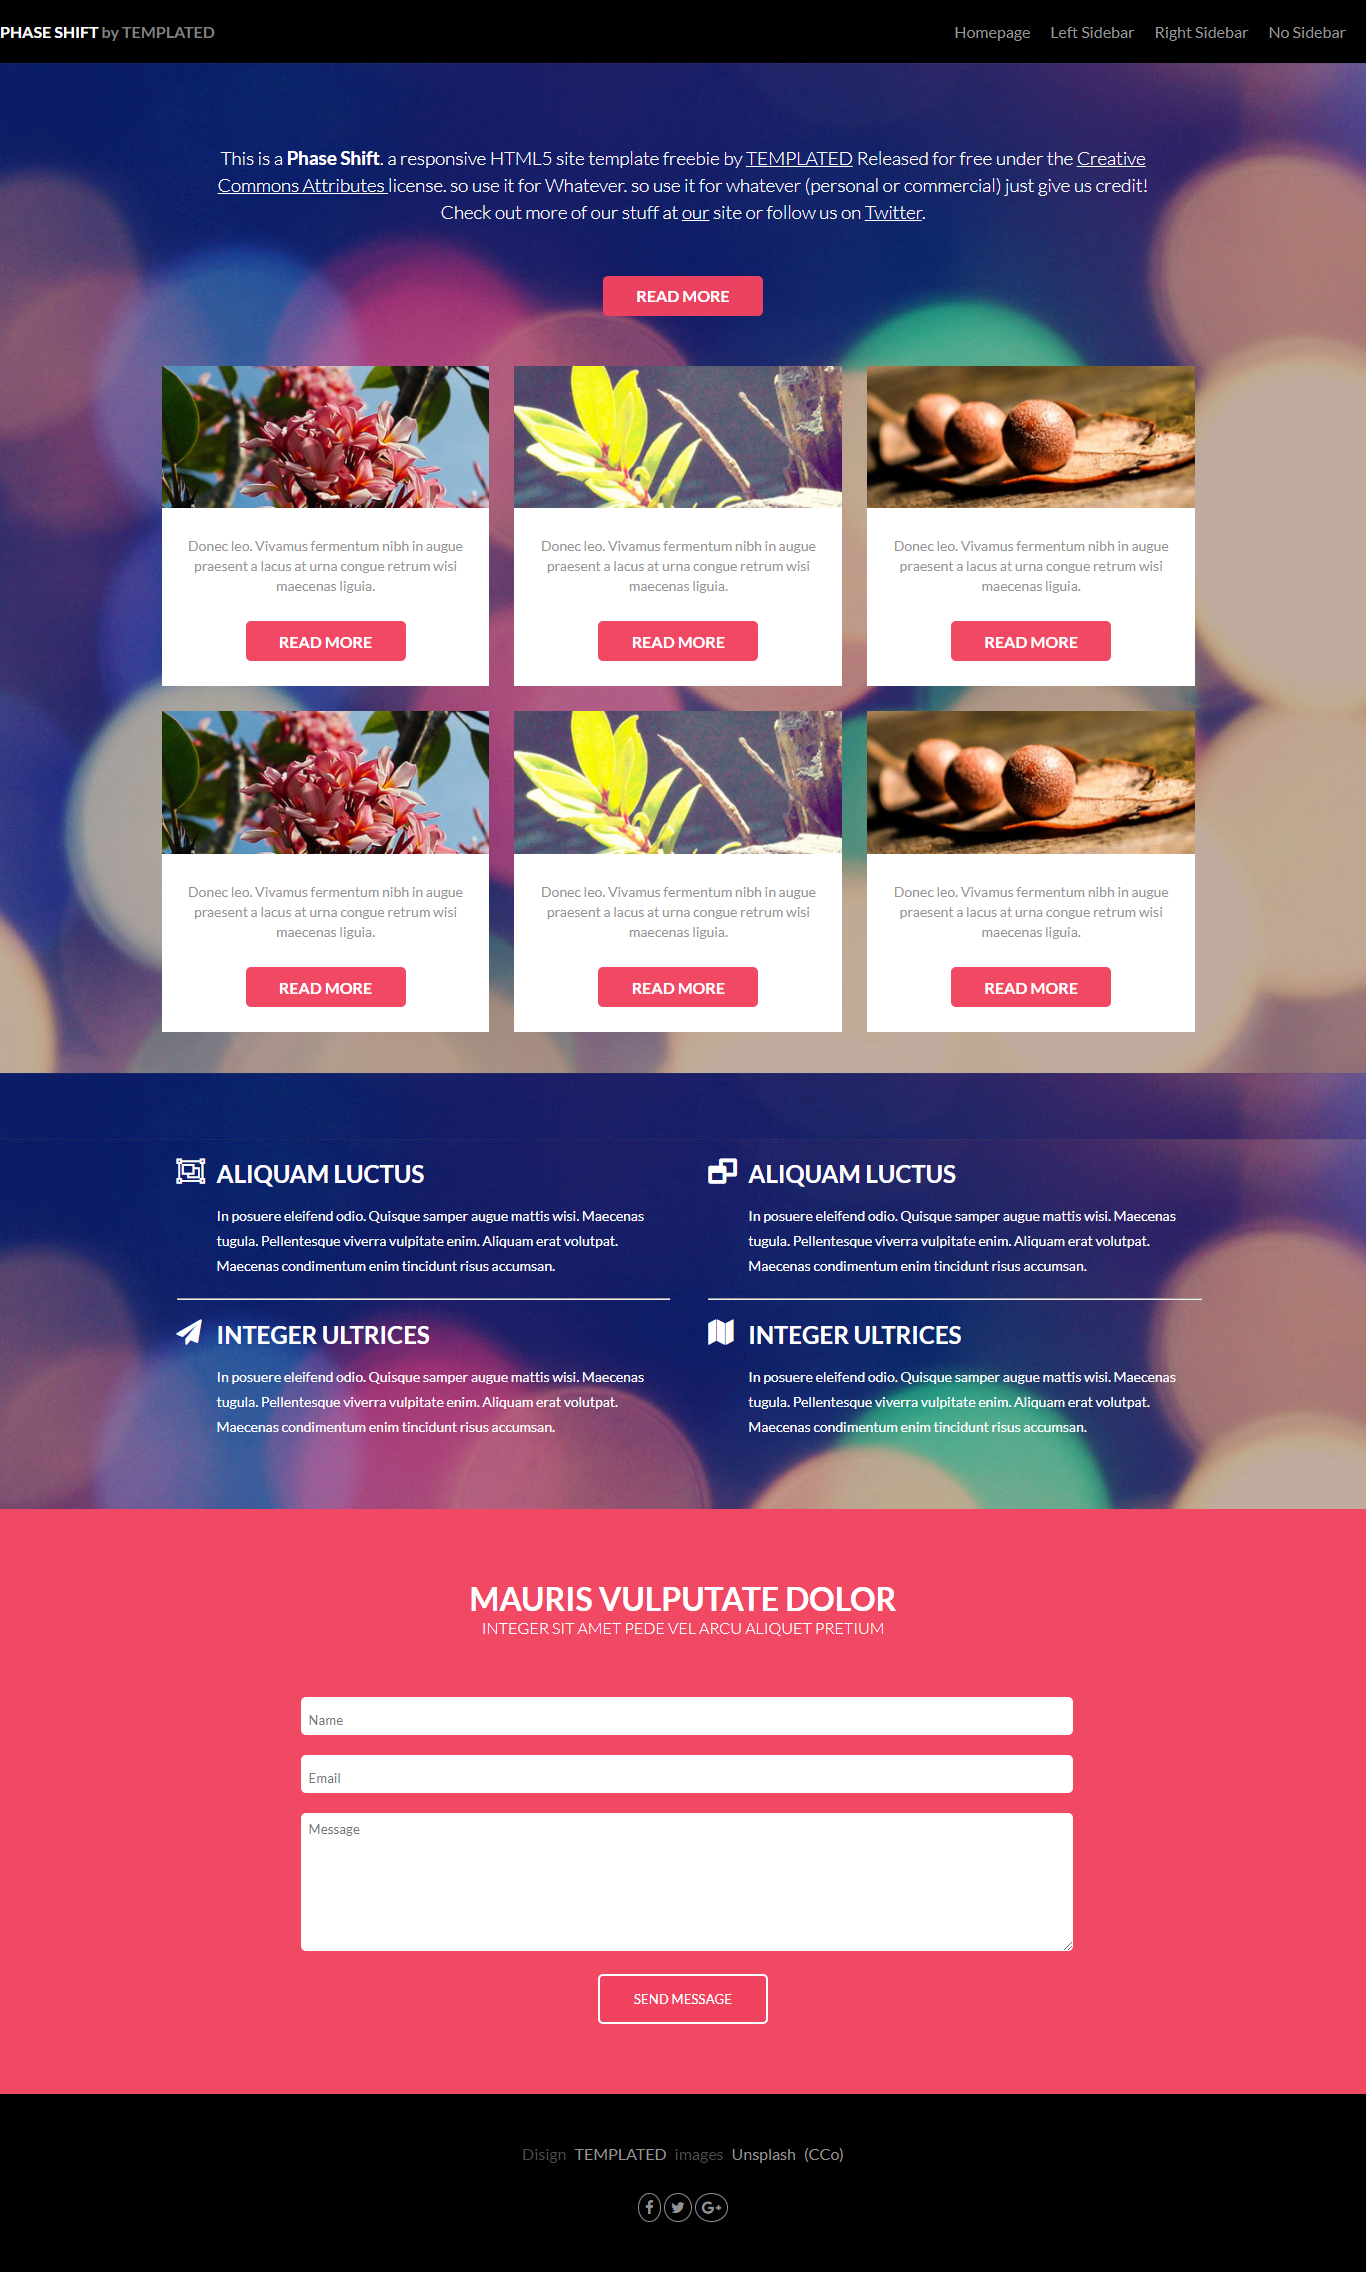 PHASE SHIFT by TEMPLATED
Homepage Left Sidebar Right Sidebar No Sidebar
This is a Phase Shift. a responsive HTML5 site template freebie by TEMPLATED Released for free under the Creative
Commons Attributes license. so use it for Whatever. so use it for whatever (personal or commercial) just give us credit!
Check out more of our stuff at our site or follow us on Twitter.
READ MORE
Donec leo. Vivamus fermentum nibh in augue
praesent a lacus at urna congue retrum wisi
maecenas liguia.
READ MORE
Donec leo. Vivamus fermentum nibh in augue
praesent a lacus at urna congue retrum wisi
maecenas liguia.
READ MORE
Donec leo. Vivamus fermentum nibh in augue
praesent a lacus at urna congue retrum wisi
maecenas liguia.
READ MORE
Donec leo. Vivamus fermentum nibh in augue
praesent a lacus at urna congue retrum wisi
maecenas liguia.
READ MORE
Donec leo. Vivamus fermentum nibh in augue
praesent a lacus at urna congue retrum wisi
maecenas liguia.
READ MORE
Donec leo. Vivamus fermentum nibh in augue
praesent a lacus at urna congue retrum wisi
maecenas liguia.
READ MORE
ALIQUAM LUCTUS
In posuere eleifend odio. Quisque samper augue mattis wisi. Maecenas
tugula. Pellentesque viverra vulpitate enim. Aliquam erat volutpat.
Maecenas condimentum enim tincidunt risus accumsan.
ALIQUAM LUCTUS
In posuere eleifend odio. Quisque samper augue mattis wisi. Maecenas
tugula. Pellentesque viverra vulpitate enim. Aliquam erat volutpat.
Maecenas condimentum enim tincidunt risus accumsan.
INTEGER ULTRICES
In posuere eleifend odio. Quisque samper augue mattis wisi. Maecenas
tugula. Pellentesque viverra vulpitate enim. Aliquam erat volutpat.
Maecenas condimentum enim tincidunt risus accumsan.
INTEGER ULTRICES
In posuere eleifend odio. Quisque samper augue mattis wisi. Maecenas
tugula. Pellentesque viverra vulpitate enim. Aliquam erat volutpat.
Maecenas condimentum enim tincidunt risus accumsan.
MAURIS VULPUTATE DOLOR
INTEGER SIT AMET PEDE VEL ARCU ALIQUET PRETIUM
Name
Email
Message
SEND MESSAGE
Disign TEMPLATED images Unsplash (CCo)